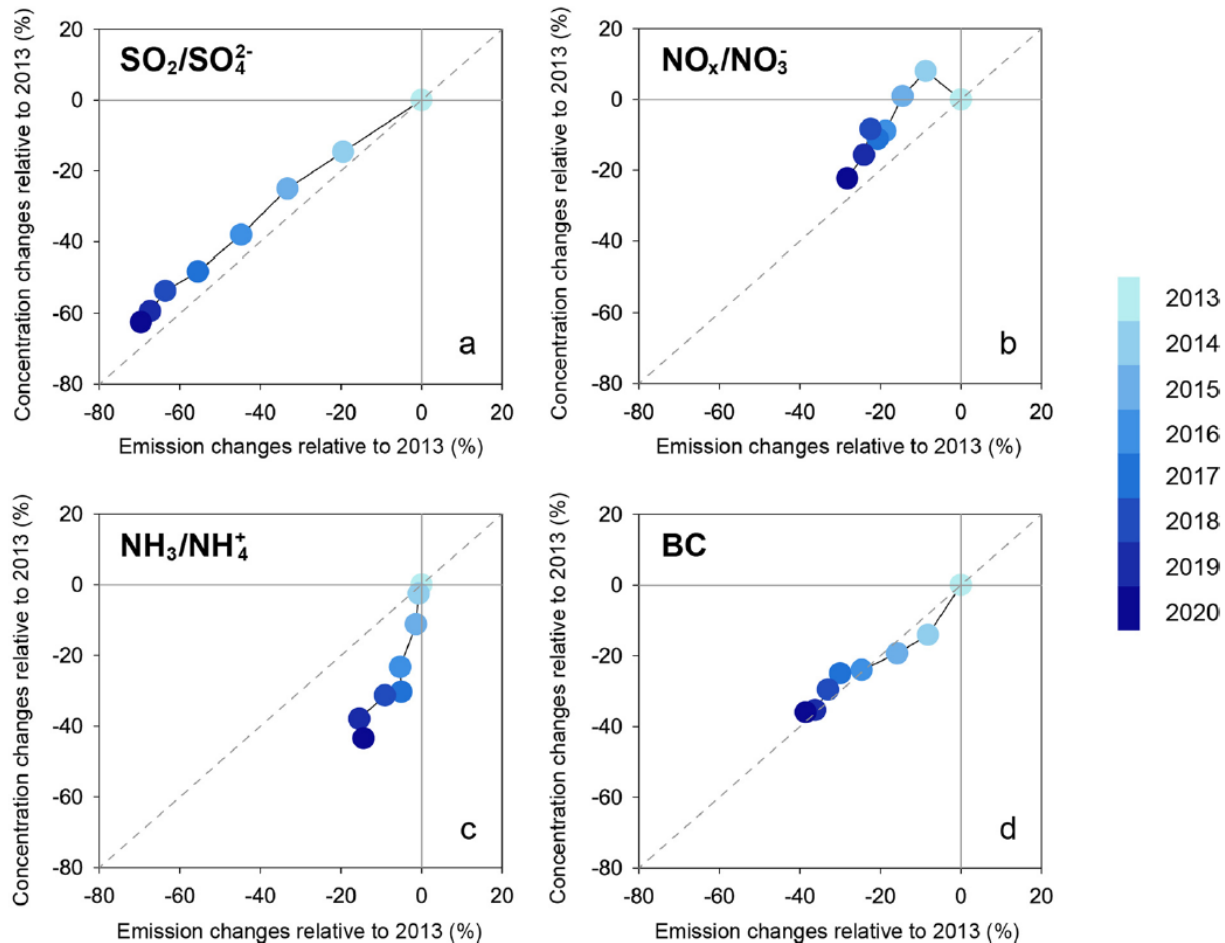 SO₂/SO₄²⁻
Concentration changes relative to 2013 (%)
20
0
-20
-40
-60
-80
a
-80 -60 -40 -20 0 20
Emission changes relative to 2013 (%)
NOₓ/NO₃⁻
Concentration changes relative to 2013 (%)
20
0
-20
-40
-60
-80
b
-80 -60 -40 -20 0 20
Emission changes relative to 2013 (%)
NH₃/NH₄⁺
Concentration changes relative to 2013 (%)
20
0
-20
-40
-60
-80
c
-80 -60 -40 -20 0 20
Emission changes relative to 2013 (%)
BC
Concentration changes relative to 2013 (%)
20
0
-20
-40
-60
-80
d
-80 -60 -40 -20 0 20
Emission changes relative to 2013 (%)
2013
2014
2015
2016
2017
2018
2019
2020